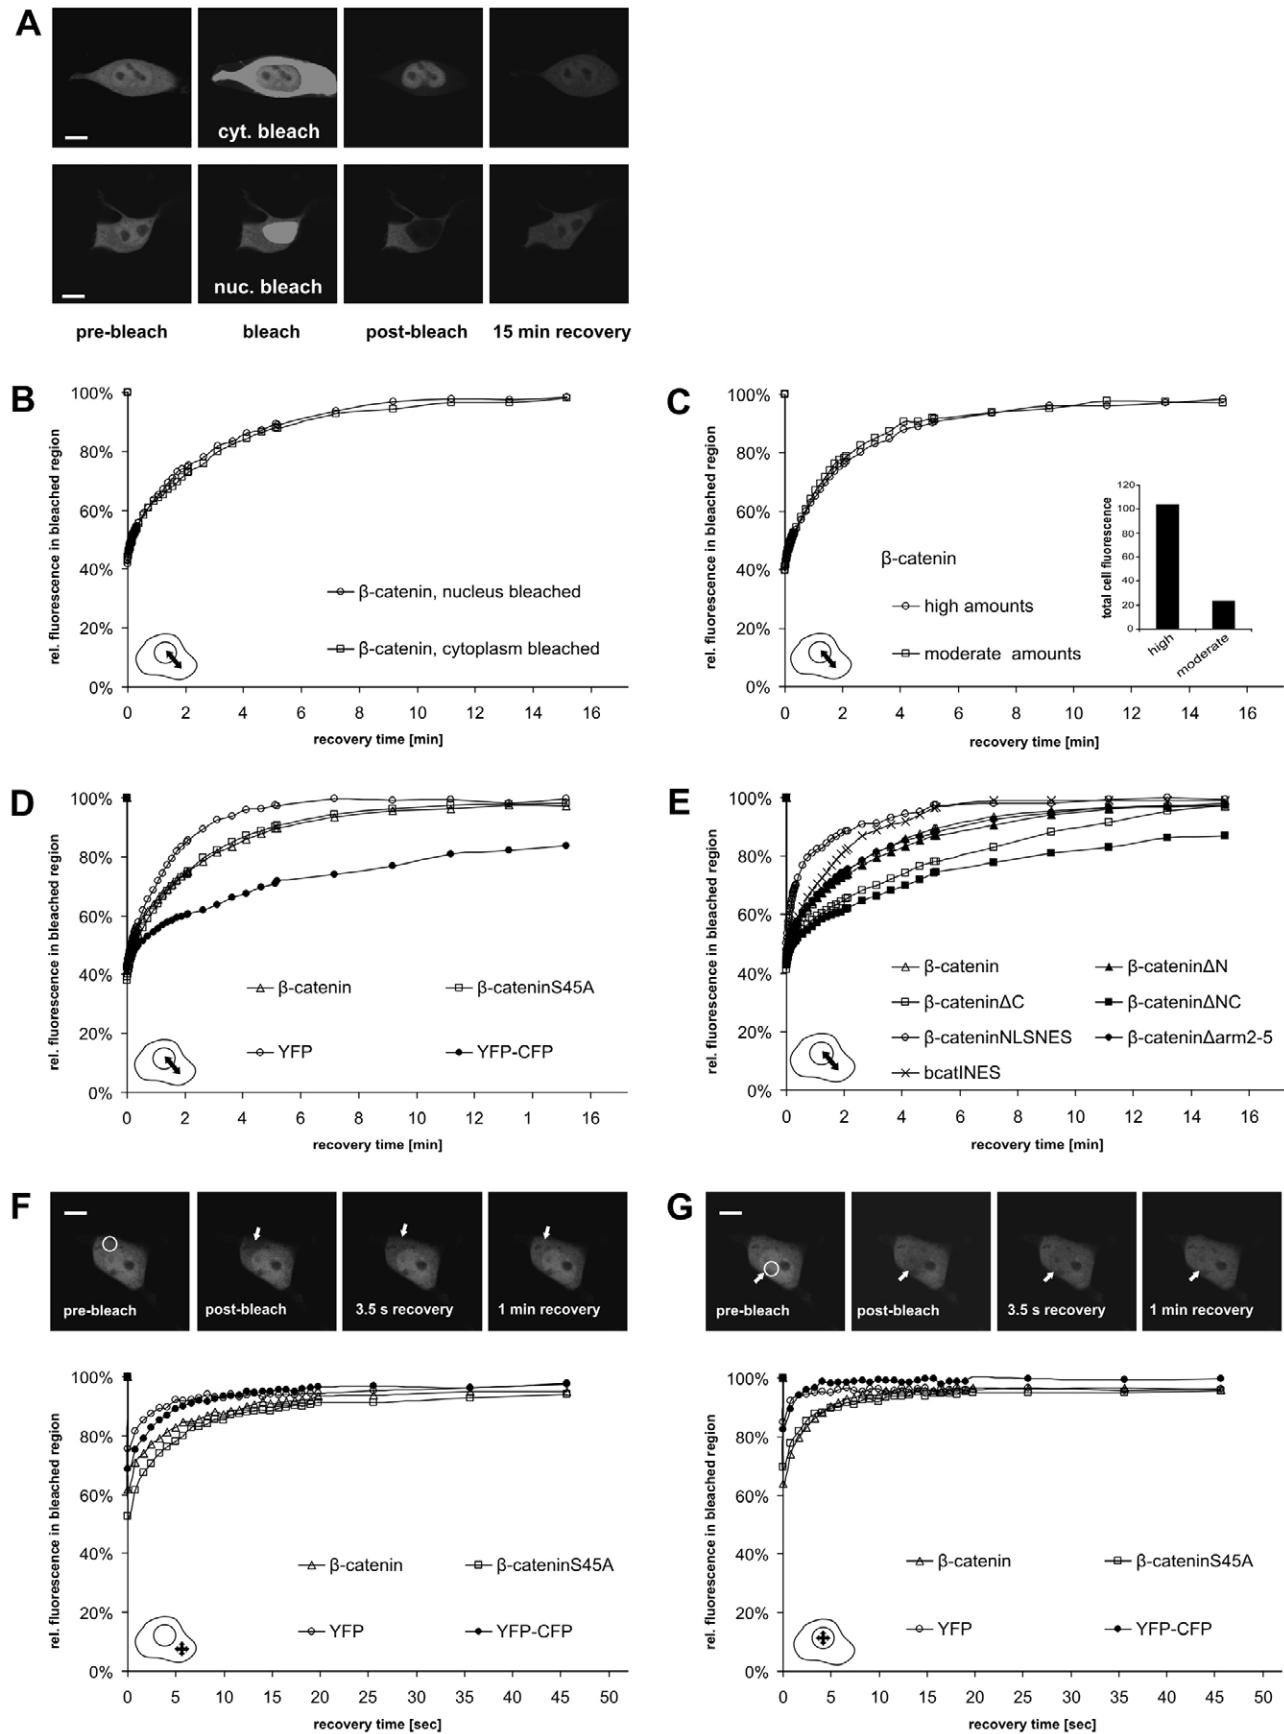 A
cyt. bleach
nuc. bleach
pre-bleach bleach post-bleach 15 min recovery
B
rel. fluorescence in bleached region
100%
80%
60%
40%
20%
0%
β-catenin, nucleus bleached
β-catenin, cytoplasm bleached
0 2 4 6 8 10 12 14 16
recovery time [min]
C
rel. fluorescence in bleached region
100%
80%
60%
40%
20%
0%
β-catenin
high amounts
moderate amounts
total cell fluorescence
120
100
80
60
40
20
0
high
moderate
0 2 4 6 8 10 12 14 16
recovery time [min]
D
rel. fluorescence in bleached region
100%
80%
60%
40%
20%
0%
β-catenin β-cateninS45A
YFP YFP-CFP
0 2 4 6 8 10 12 1 16
recovery time [min]
E
rel. fluorescence in bleached region
100%
80%
60%
40%
20%
0%
β-catenin β-cateninΔN
β-cateninΔC β-cateninΔNC
β-cateninNLSNES β-cateninΔarm2-5
bcatINES
0 2 4 6 8 10 12 14 16
recovery time [min]
F
pre-bleach post-bleach 3.5 s recovery 1 min recovery
rel. fluorescence in bleached region
100%
80%
60%
40%
20%
0%
β-catenin β-cateninS45A
YFP YFP-CFP
0 5 10 15 20 25 30 35 40 45 50
recovery time [sec]
G
pre-bleach post-bleach 3.5 s recovery 1 min recovery
rel. fluorescence in bleached region
100%
80%
60%
40%
20%
0%
β-catenin β-cateninS45A
YFP YFP-CFP
0 5 10 15 20 25 30 35 40 45 50
recovery time [sec]